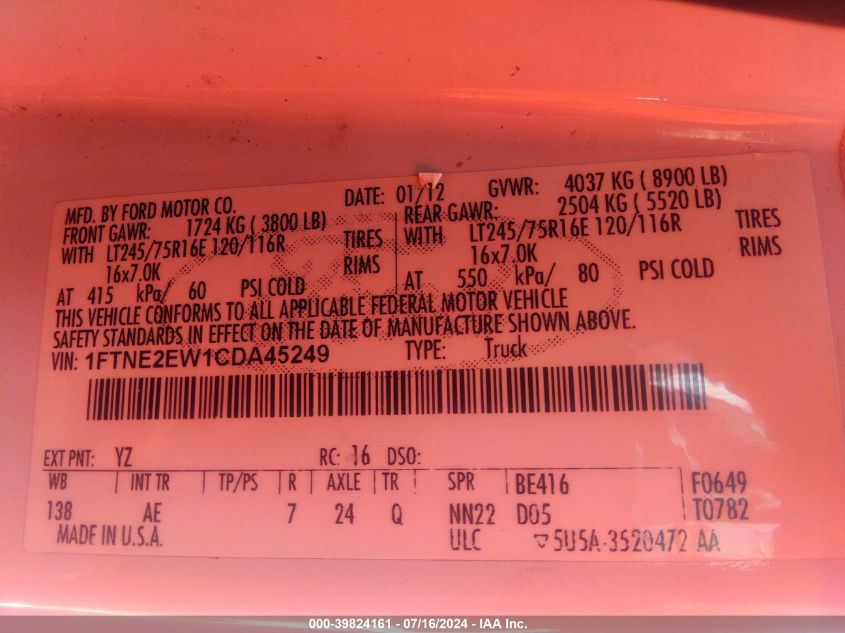 MFD. BY FORD MOTOR CO. DATE: 01/12 GVWR: 4037 KG ( 8900 LB)
FRONT GAWR: 1724 KG ( 3800 LB) REAR GAWR: 2504 KG ( 5520 LB)
WITH LT245/75R16E 120/116R TIRES WITH LT245/75R16E 120/116R TIRES
16x7.0K RIMS 16x7.0K RIMS
AT 415 kPa/ 60 PSI COLD AT 550 kPa/ 80 PSI COLD
THIS VEHICLE CONFORMS TO ALL APPLICABLE FEDERAL MOTOR VEHICLE
SAFETY STANDARDS IN EFFECT ON THE DATE OF MANUFACTURE SHOWN ABOVE.
VIN: 1FTNE2EW1CDA45249 TYPE: Truck
EXT PNT: YZ RC: 16 DSO:
WB INT TR TP/PS R AXLE TR SPR BE416 F0649
138 AE 7 24 Q NN22 D05 T0782
MADE IN U.S.A. ULC ▽5U5A-3520472 AA
000-39824161 - 07/16/2024 - IAA Inc.